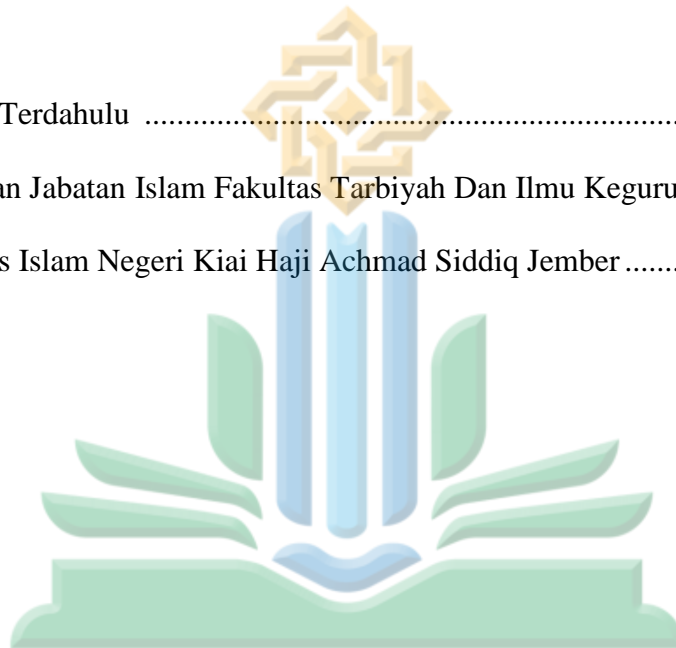 Terdahulu ....................................................................
an Jabatan Islam Fakultas Tarbiyah Dan Ilmu Keguru
s Islam Negeri Kiai Haji Achmad Siddiq Jember .......